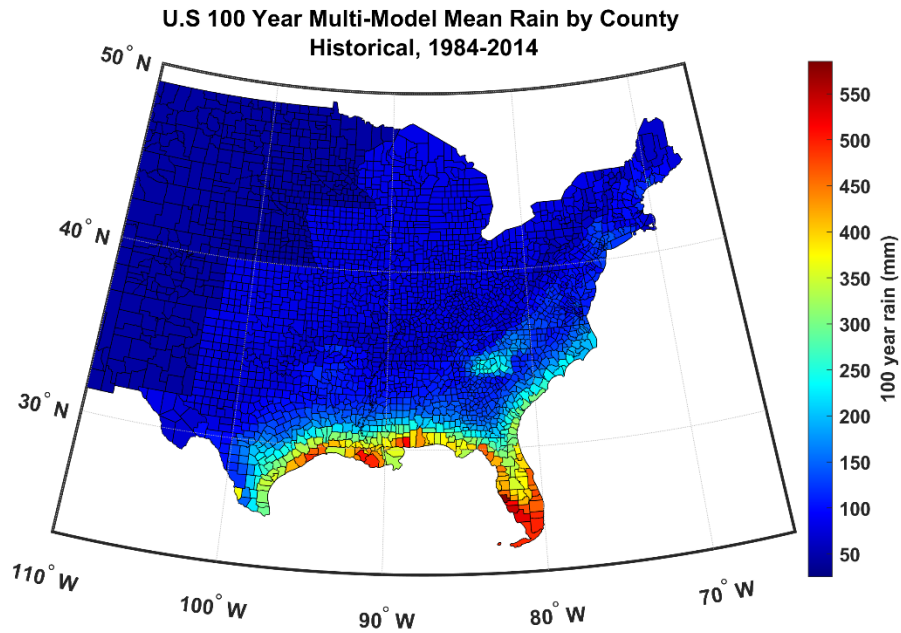 U.S 100 Year Multi-Model Mean Rain by County
Historical, 1984-2014
50° N
40° N
30° N
110° W
100° W
90° W
80° W
70° W
550
500
450
400
350
300
250
200
150
100
50
100 year rain (mm)